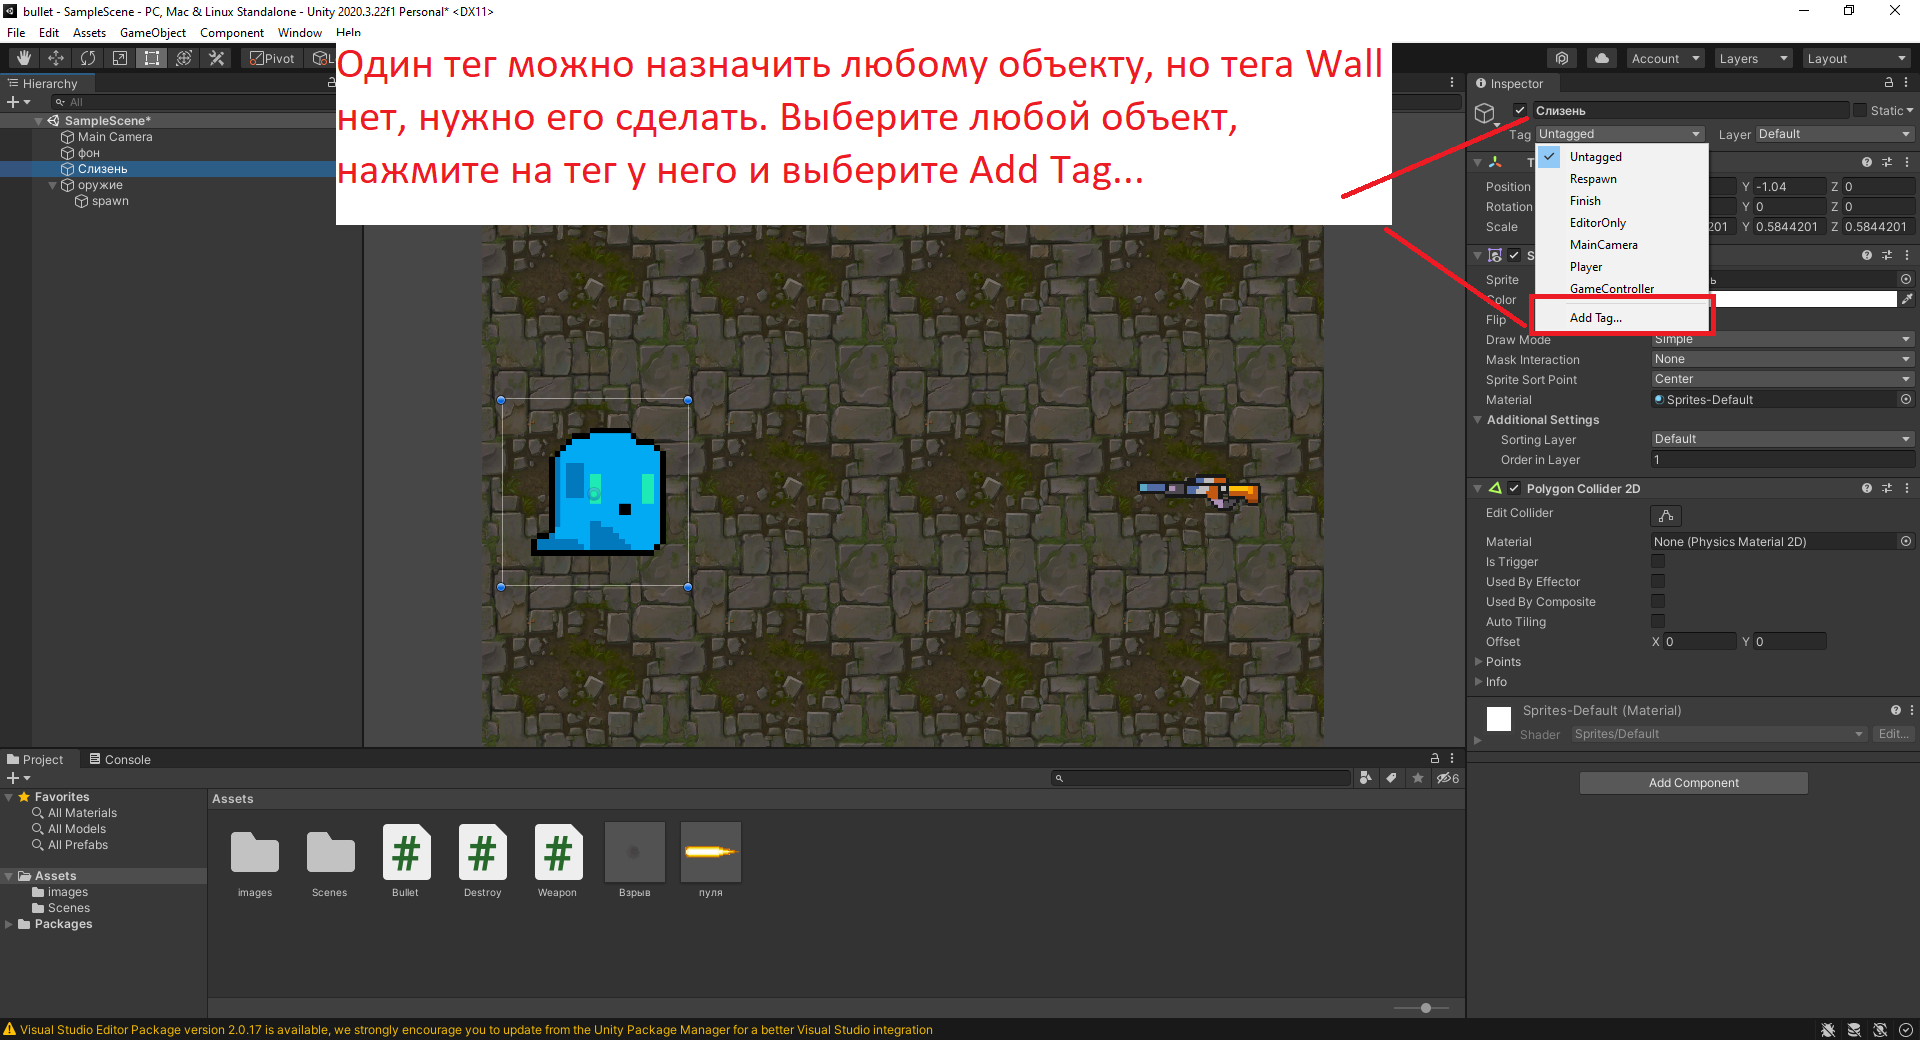 bullet - SampleScene - PC, Mac & Linux Standalone - Unity 2020.3.22f1 Personal* <DX11>
File Edit Assets GameObject Component Window Help
Pivot
Account Layers Layout
Один тег можно назначить любому объекту, но тега Wall
нет, нужно его сделать. Выберите любой объект,
нажмите на тег у него и выберите Add Tag...
Hierarchy
All
SampleScene*
Main Camera
фон
Слизень
оружие
spawn
Inspector
Слизень Static
Tag Untagged Layer Default
Untagged
Respawn
Finish
EditorOnly
MainCamera
Player
GameController
Add Tag...
Position Y -1.04 Z 0
Rotation Y 0 Z 0
Scale 201 Y 0.5844201 Z 0.5844201
Sprite
Color
Flip
Draw Mode Simple
Mask Interaction None
Sprite Sort Point Center
Material Sprites-Default
Additional Settings
Sorting Layer Default
Order in Layer 1
Polygon Collider 2D
Edit Collider
Material None (Physics Material 2D)
Is Trigger
Used By Effector
Used By Composite
Auto Tiling
Offset X 0 Y 0
Points
Info
Sprites-Default (Material)
Shader Sprites/Default Edit...
Add Component
Project Console
6
Favorites
All Materials
All Models
All Prefabs
Assets
images
Scenes
Packages
Assets
images Scenes Bullet Destroy Weapon Взрыв пуля
Visual Studio Editor Package version 2.0.17 is available, we strongly encourage you to update from the Unity Package Manager for a better Visual Studio integration